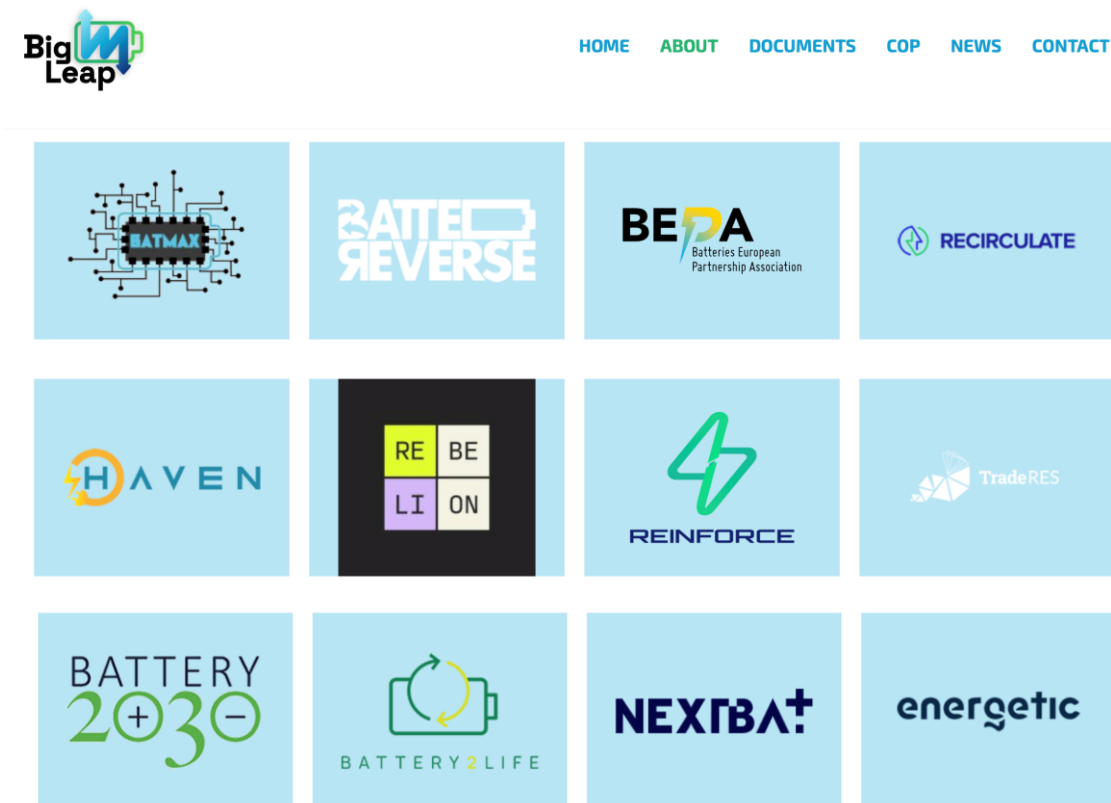 Big
Leap
HOME ABOUT DOCUMENTS COP NEWS CONTACT
BATMAX
BATTE
REVERSE
BEPA
Batteries European
Partnership Association
RECIRCULATE
HAVEN
RE BE
LI ON
REINFORCE
TradeRES
BATTERY
2030
BATTERY2LIFE
NEXTBAT
energetic